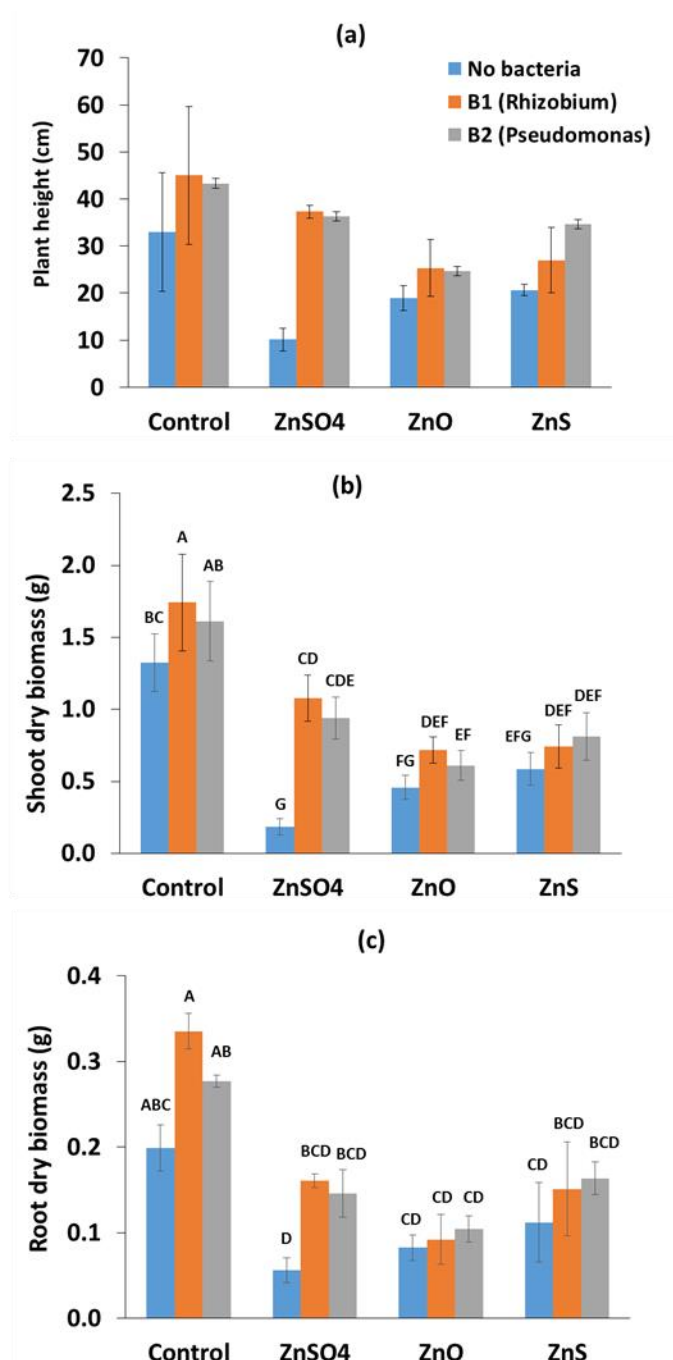 (a)
Plant height (cm)
70
60
50
40
30
20
10
0
No bacteria
B1 (Rhizobium)
B2 (Pseudomonas)
Control ZnSO4 ZnO ZnS
(b)
Shoot dry biomass (g)
2.5
2.0
1.5
1.0
0.5
0.0
BC A AB
G CD CDE
FG DEF EF
EFG DEF DEF
Control ZnSO4 ZnO ZnS
(c)
Root dry biomass (g)
0.4
0.3
0.2
0.1
0.0
ABC A AB
D BCD BCD
CD CD CD
CD BCD BCD
Control ZnSO4 ZnO ZnS